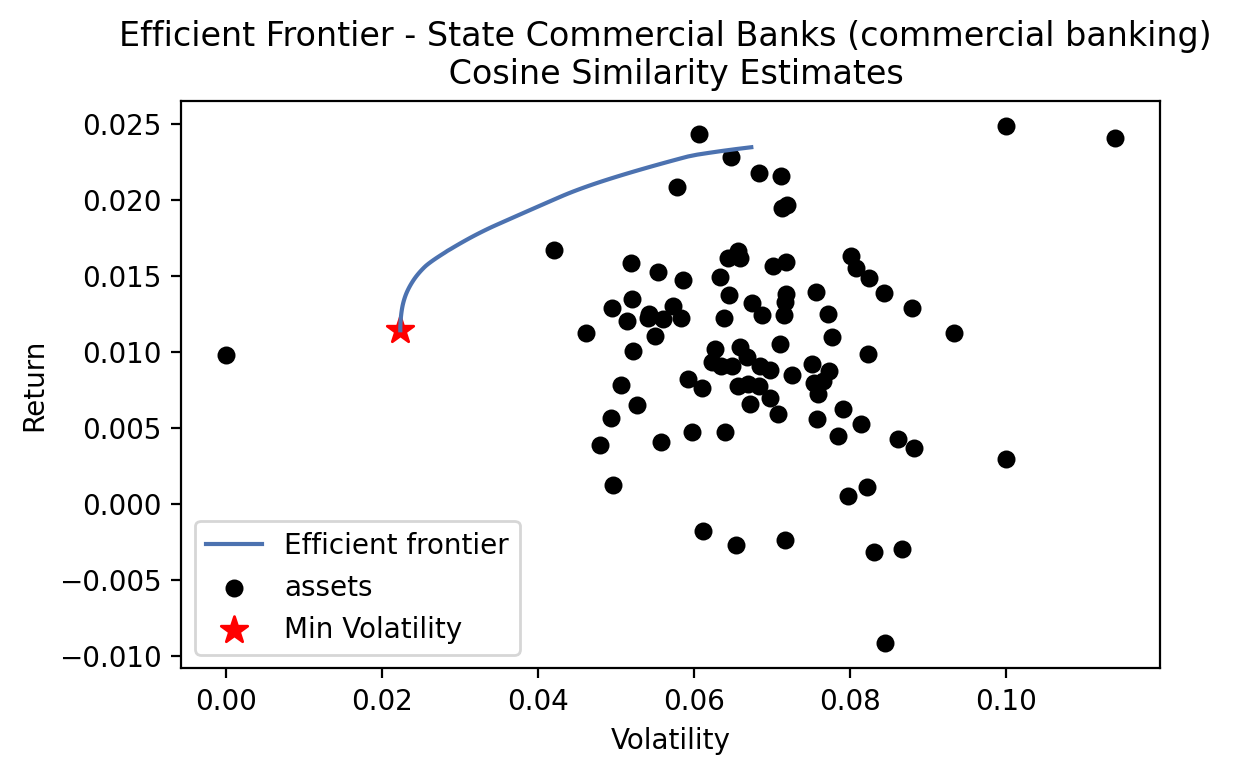 Efficient Frontier - State Commercial Banks (commercial banking)
Cosine Similarity Estimates
Return
0.025
0.020
0.015
0.010
0.005
0.000
−0.005
−0.010
Efficient frontier
assets
Min Volatility
0.00 0.02 0.04 0.06 0.08 0.10
Volatility